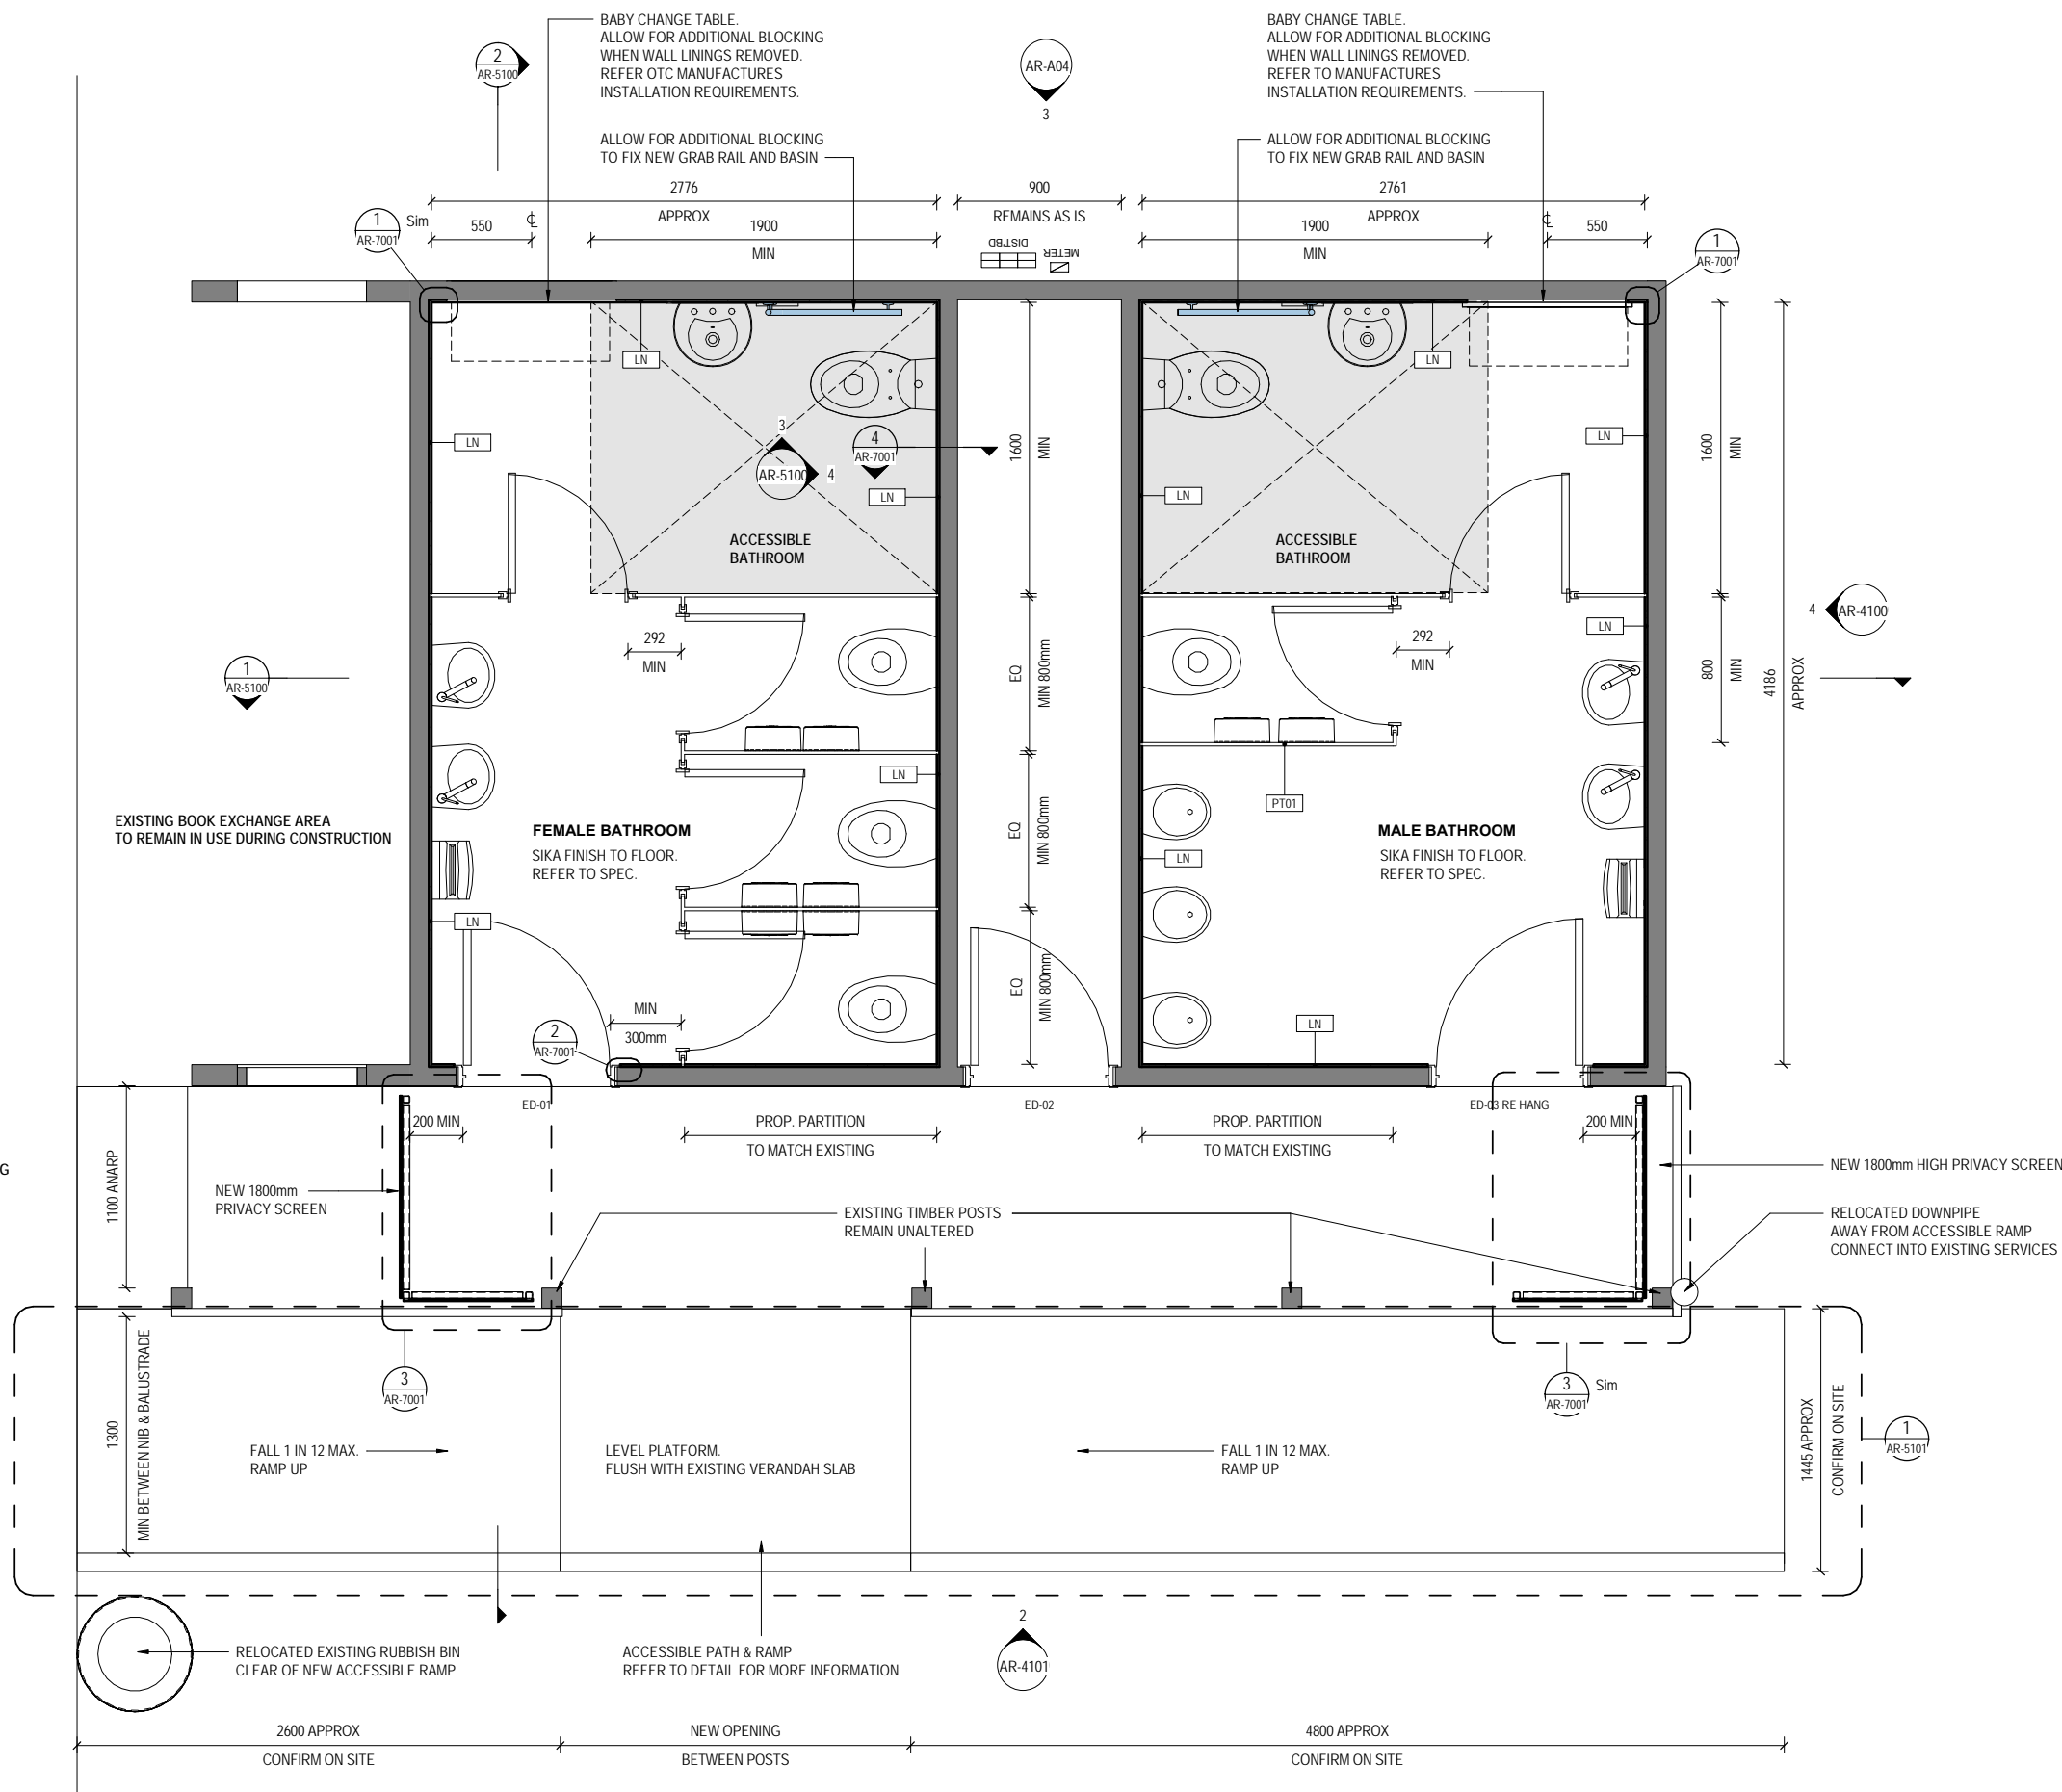 BABY CHANGE TABLE.
ALLOW FOR ADDITIONAL BLOCKING
WHEN WALL LININGS REMOVED.
REFER OTC MANUFACTURES
INSTALLATION REQUIREMENTS.
BABY CHANGE TABLE.
ALLOW FOR ADDITIONAL BLOCKING
WHEN WALL LININGS REMOVED.
REFER TO MANUFACTURES
INSTALLATION REQUIREMENTS.
2
AR-5100
AR-A04
3
ALLOW FOR ADDITIONAL BLOCKING
TO FIX NEW GRAB RAIL AND BASIN
ALLOW FOR ADDITIONAL BLOCKING
TO FIX NEW GRAB RAIL AND BASIN
2776
APPROX
900
REMAINS AS IS
2761
APPROX
1
AR-7001
Sim
550
℄
1900
MIN
DISTBD
METER
1900
MIN
℄
550
1
AR-7001
LN
LN
LN
LN
3
AR-5100
4
4
AR-7001
LN
LN
1600
MIN
1600
MIN
ACCESSIBLE
BATHROOM
ACCESSIBLE
BATHROOM
4
AR-4100
LN
292
MIN
292
MIN
EQ
MIN 800mm
800
MIN
4186
APPROX
1
AR-5100
LN
PT01
EXISTING BOOK EXCHANGE AREA
TO REMAIN IN USE DURING CONSTRUCTION
FEMALE BATHROOM
SIKA FINISH TO FLOOR.
REFER TO SPEC.
EQ
MIN 800mm
MALE BATHROOM
SIKA FINISH TO FLOOR.
REFER TO SPEC.
LN
LN
EQ
MIN 800mm
MIN
300mm
2
AR-7001
LN
ED-01
ED-02
ED-03 RE HANG
200 MIN
PROP. PARTITION
TO MATCH EXISTING
PROP. PARTITION
TO MATCH EXISTING
200 MIN
G
1100 ANARP
NEW 1800mm
PRIVACY SCREEN
NEW 1800mm HIGH PRIVACY SCREEN
EXISTING TIMBER POSTS
REMAIN UNALTERED
RELOCATED DOWNPIPE
AWAY FROM ACCESSIBLE RAMP
CONNECT INTO EXISTING SERVICES
3
AR-7001
3
AR-7001
Sim
1300
MIN BETWEEN NIB & BALUSTRADE
FALL 1 IN 12 MAX.
RAMP UP
LEVEL PLATFORM.
FLUSH WITH EXISTING VERANDAH SLAB
FALL 1 IN 12 MAX.
RAMP UP
1445 APPROX
CONFIRM ON SITE
1
AR-5101
RELOCATED EXISTING RUBBISH BIN
CLEAR OF NEW ACCESSIBLE RAMP
ACCESSIBLE PATH & RAMP
REFER TO DETAIL FOR MORE INFORMATION
2
AR-4101
2600 APPROX
CONFIRM ON SITE
NEW OPENING
BETWEEN POSTS
4800 APPROX
CONFIRM ON SITE